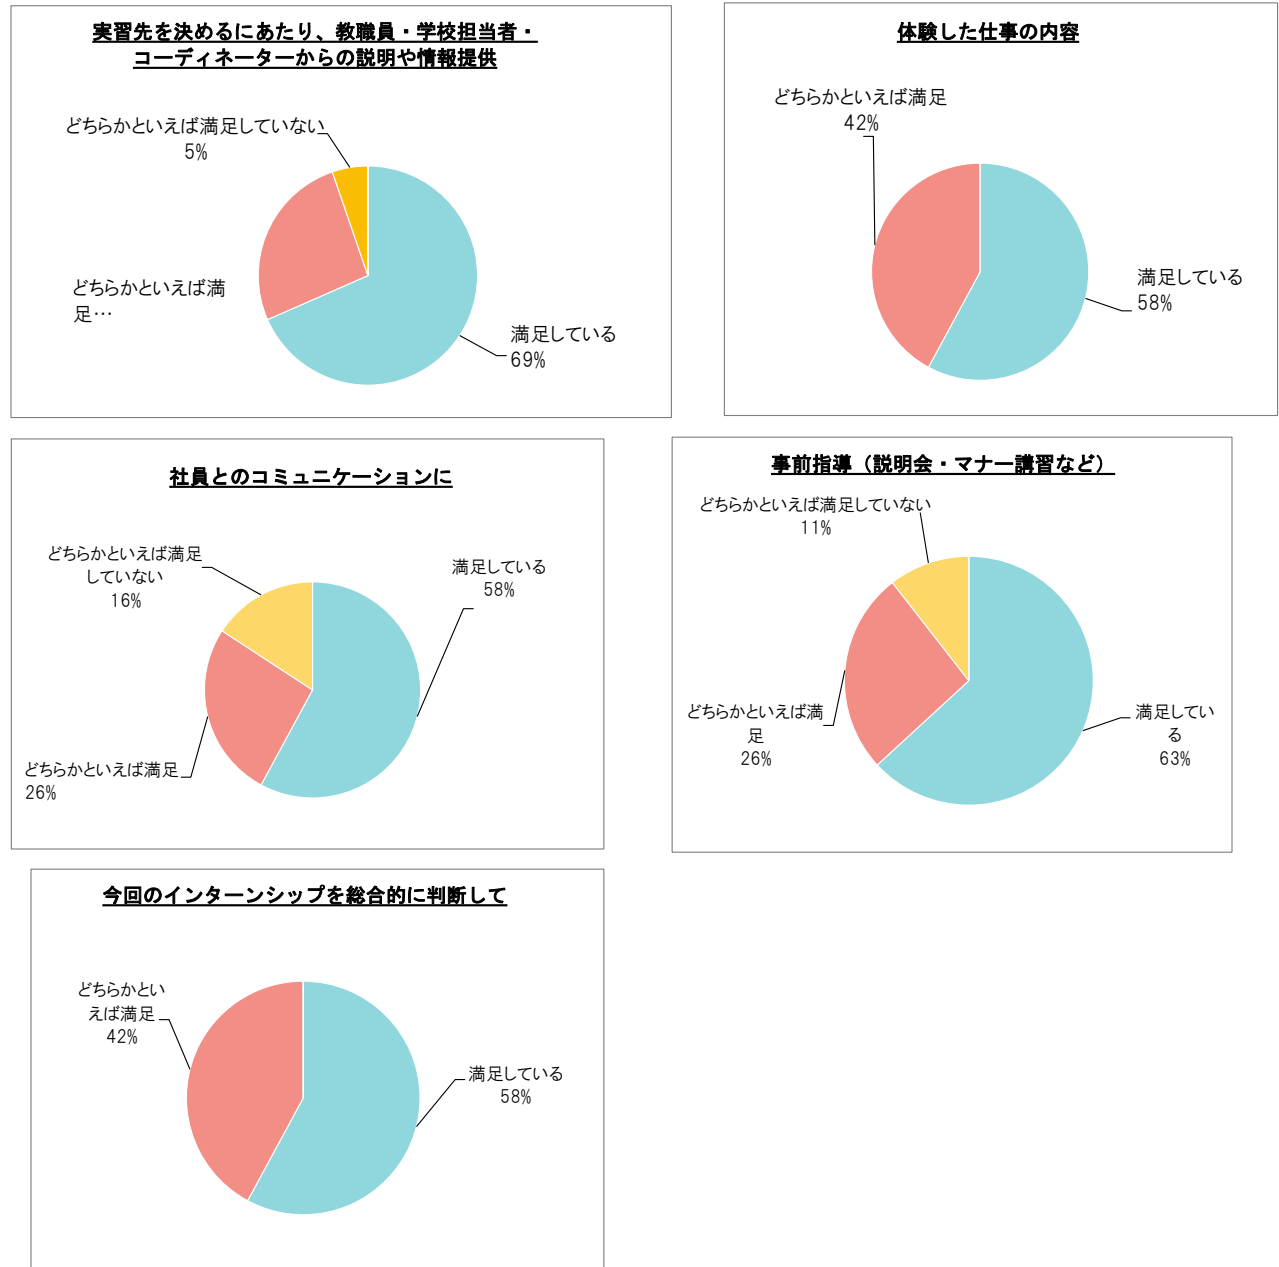 実習先を決めるにあたり、教職員・学校担当者・
コーディネーターからの説明や情報提供
どちらかといえば満足していない
5%
どちらかといえば満
足…
満足している
69%
体験した仕事の内容
どちらかといえば満足
42%
満足している
58%
社員とのコミュニケーションに
どちらかといえば満足
していない
16%
満足している
58%
どちらかといえば満足
26%
事前指導（説明会・マナー講習など）
どちらかといえば満足していない
11%
どちらかといえば満
足
26%
満足してい
る
63%
今回のインターンシップを総合的に判断して
どちらかとい
えば満足
42%
満足している
58%